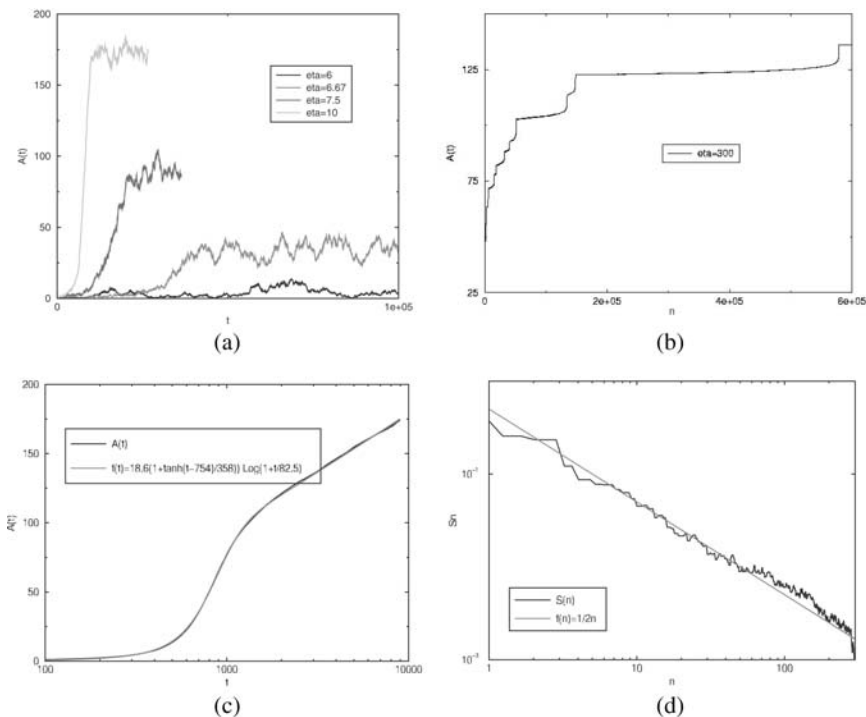 200
150
100
50
0
A(t)
eta=6
eta=6.67
eta=7.5
eta=10
0
1e+05
t
(a)
125
75
25
A(t)
eta=300
0
2e+05
4e+05
6e+05
n
(b)
200
150
100
50
0
A(t)
A(t)
f(t)=18.6(1+tanh(t−754)/358)) Log(1+t/82.5)
100
1000
10000
t
(c)
10⁻²
10⁻³
Sn
S(n)
f(n)=1/2n
1
10
100
n
(d)